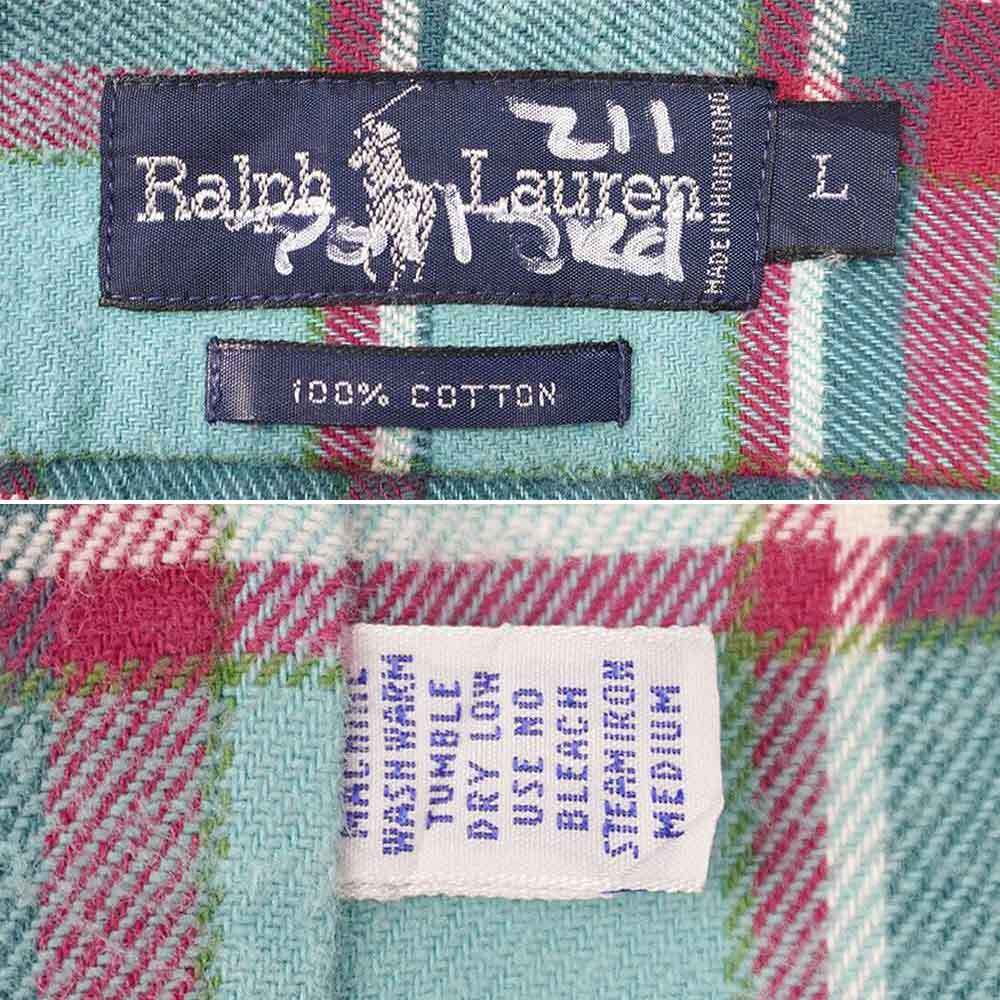 Ralph Lauren
MADE IN HONG KONG
L
100% COTTON
WASH WARM
TUMBLE
DRY LOW
USE NO
BLEACH
STEAM IRON
MEDIUM